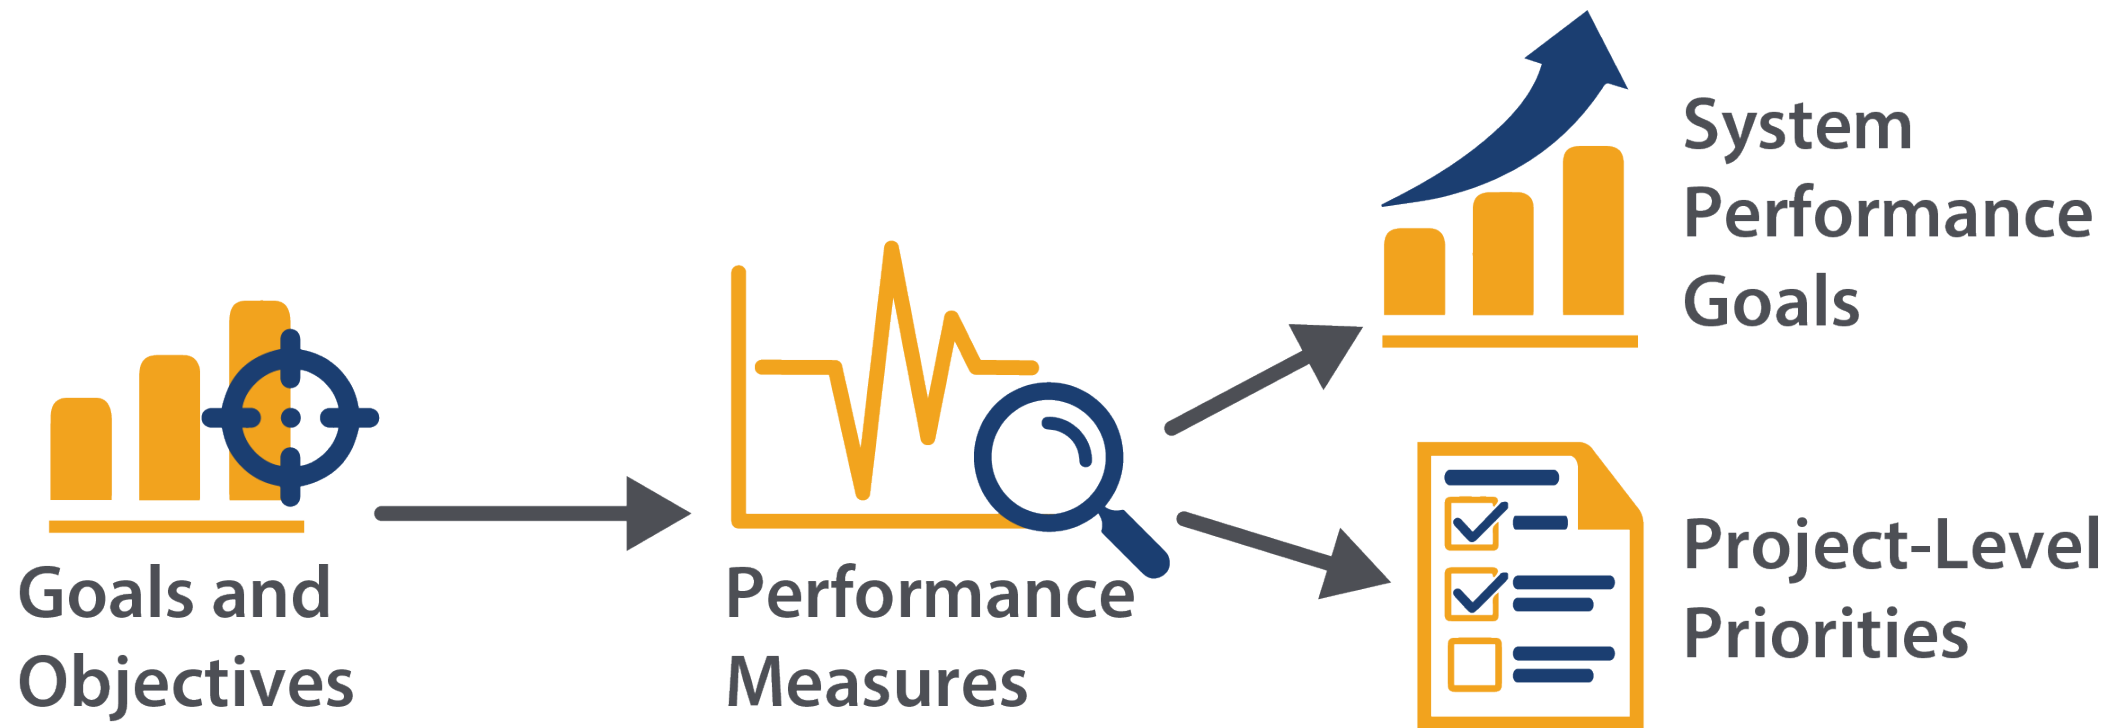 Goals and
Objectives
Performance
Measures
System
Performance
Goals
Project-Level
Priorities